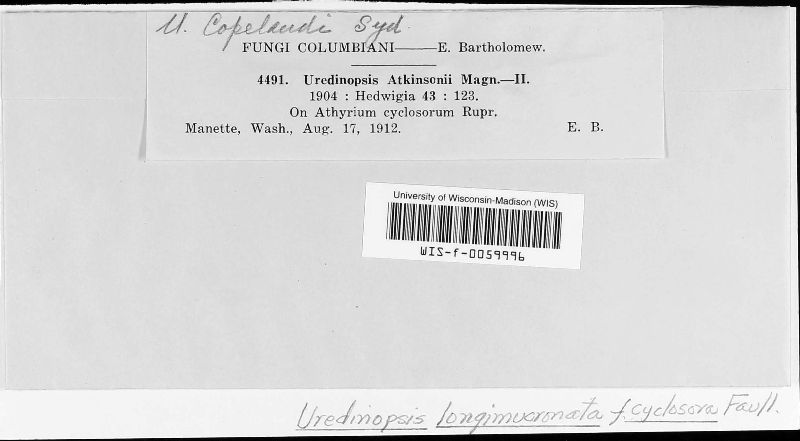 U. Copelandi Syd.
FUNGI COLUMBIANI——E. Bartholomew.
4491. Uredinopsis Atkinsonii Magn.—II.
1904 : Hedwigia 43 : 123.
On Athyrium cyclosorum Rupr.
Manette, Wash., Aug. 17, 1912. E. B.
University of Wisconsin-Madison (WIS)
WIS-f-0059996
Uredinopsis longimucronata f. cyclosora Faull.